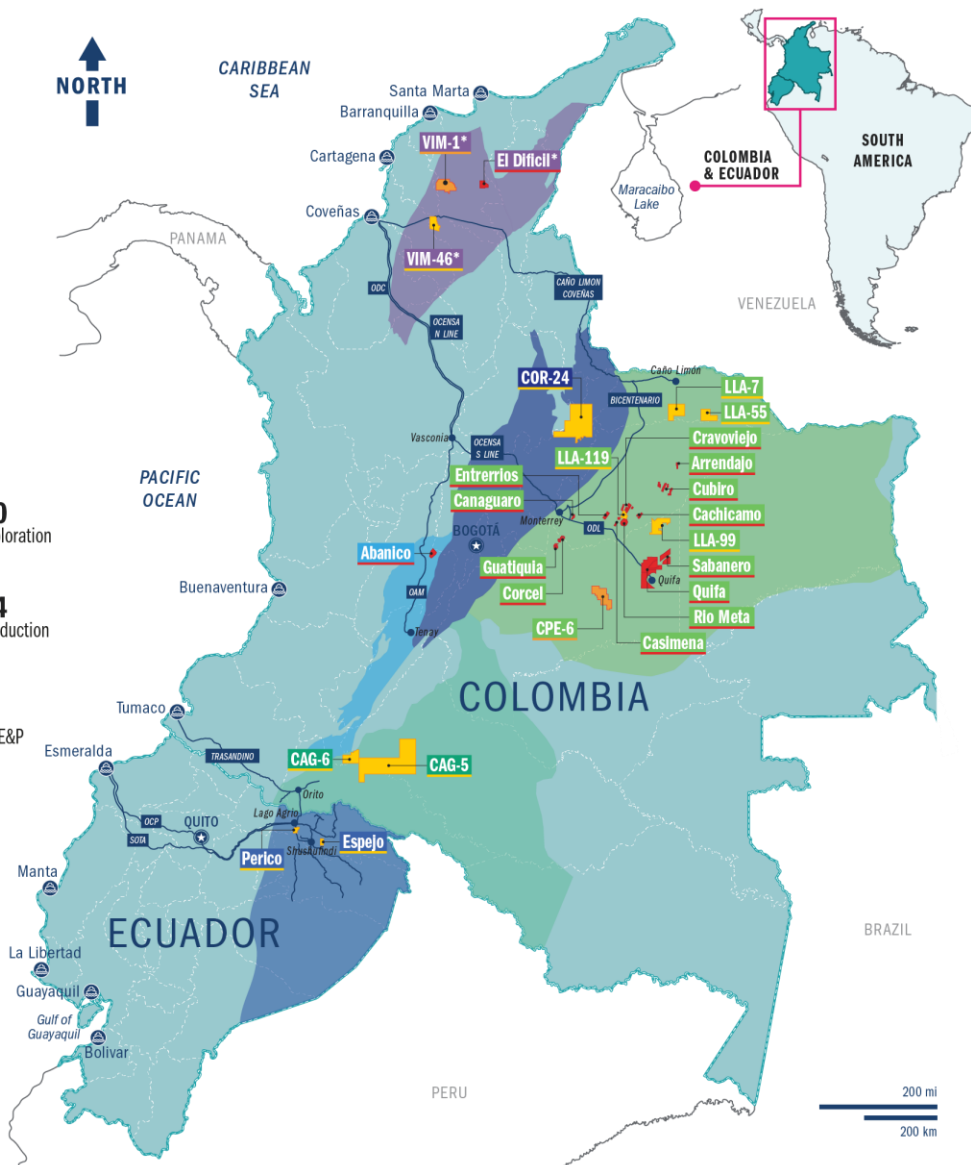 NORTH
CARIBBEAN
SEA
Santa Marta
Barranquilla
Cartagena
Coveñas
PANAMA
VIM-1*
El Dificil*
VIM-46*
Maracaibo
Lake
COLOMBIA
& ECUADOR
SOUTH
AMERICA
VENEZUELA
ODC
OCENSA
N LINE
CAÑO LIMON
COVEÑAS
COR-24
Caño Limón
BICENTENARIO
LLA-7
LLA-55
Vasconia
OCENSA
S LINE
LLA-119
Cravoviejo
Arrendajo
Entrerrios
Cubiro
Canaguaro
Monterrey
Cachicamo
ODL
LLA-99
PACIFIC
OCEAN
BOGOTÁ
Abanico
Guatiquia
Sabanero
Quifa
Corcel
Quifa
Rio Meta
CPE-6
Casimena
OAM
Tenay
0
loration
4
duction
E&P
Buenaventura
COLOMBIA
Tumaco
Esmeralda
TRASANDINO
CAG-6
CAG-5
Orito
Lago Agrio
OCP
QUITO
SOTA
Shushufindi
Perico
Espejo
Manta
ECUADOR
La Libertad
Guayaquil
Gulf of
Guayaquil
Bolivar
BRAZIL
PERU
200 mi
200 km